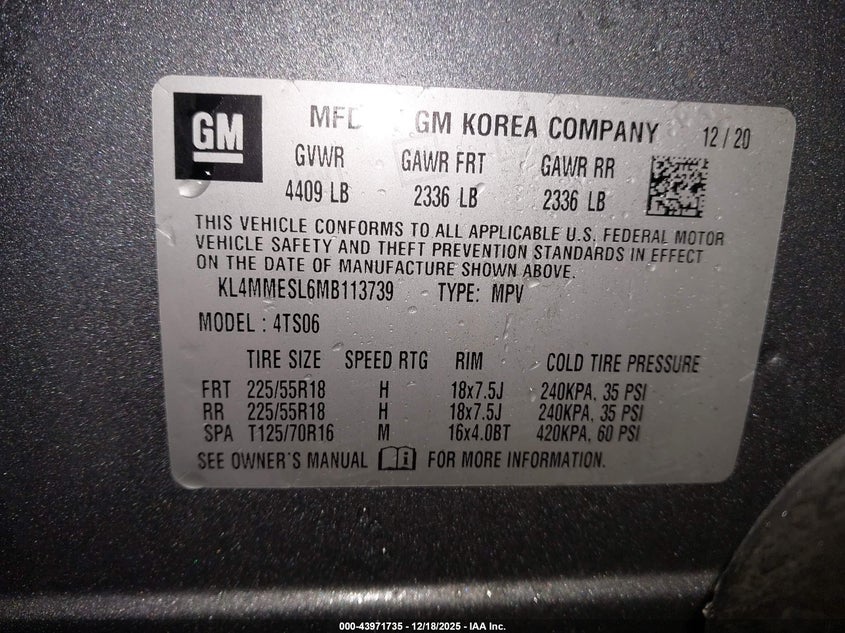 GM
MFD GM KOREA COMPANY 12 / 20
GVWR GAWR FRT GAWR RR
4409 LB 2336 LB 2336 LB
THIS VEHICLE CONFORMS TO ALL APPLICABLE U.S. FEDERAL MOTOR
VEHICLE SAFETY AND THEFT PREVENTION STANDARDS IN EFFECT
ON THE DATE OF MANUFACTURE SHOWN ABOVE.
KL4MMESL6MB113739 TYPE: MPV
MODEL : 4TS06
TIRE SIZE SPEED RTG RIM COLD TIRE PRESSURE
FRT 225/55R18 H 18x7.5J 240KPA, 35 PSI
RR 225/55R18 H 18x7.5J 240KPA, 35 PSI
SPA T125/70R16 M 16x4.0BT 420KPA, 60 PSI
SEE OWNER'S MANUAL i FOR MORE INFORMATION.
000-43971735 - 12/18/2025 - IAA Inc.